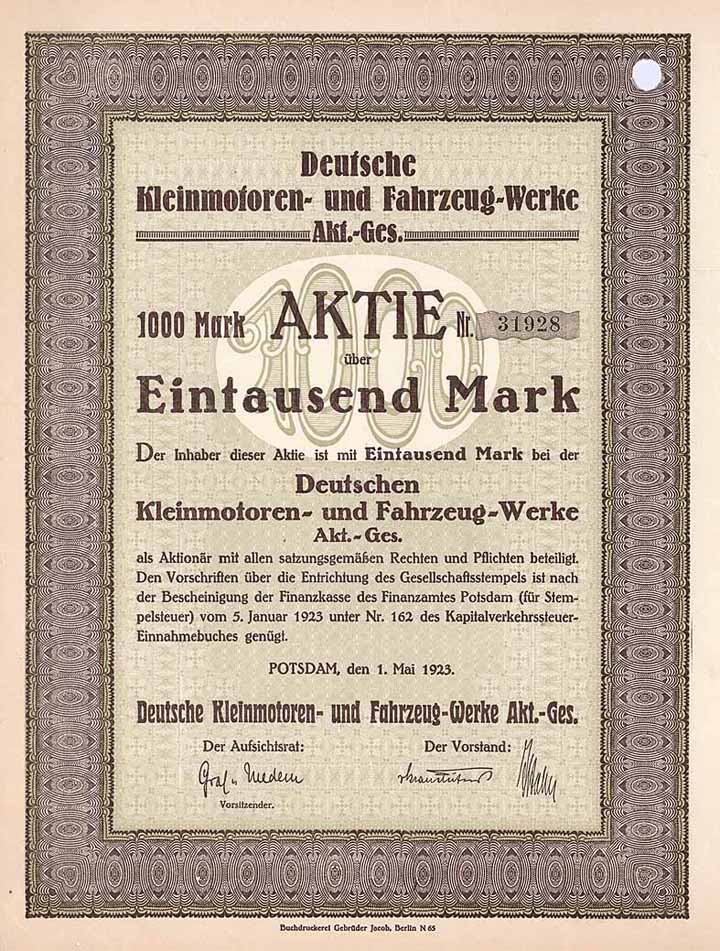 Deutsche
Kleinmotoren- und Fahrzeug-Werke
Akt.-Ges.
1000
1000 Mark AKTIE Nr. 31928
über
Eintausend Mark
Der Inhaber dieser Aktie ist mit Eintausend Mark bei der
Deutschen
Kleinmotoren- und Fahrzeug-Werke
Akt.-Ges.
als Aktionär mit allen satzungsgemäßen Rechten und Pflichten beteiligt.
Den Vorschriften über die Entrichtung des Gesellschaftsstempels ist nach
der Bescheinigung der Finanzkasse des Finanzamtes Potsdam (für Stem-
pelsteuer) vom 5. Januar 1923 unter Nr. 162 des Kapitalverkehrssteuer-
Einnahmebuches genügt.
POTSDAM, den 1. Mai 1923.
Deutsche Kleinmotoren- und Fahrzeug-Werke Akt.-Ges.
Der Aufsichtsrat: Der Vorstand:
Graf v Medem
Vorsitzender.
Buchdruckerei Gebrüder Jacob, Berlin N 65